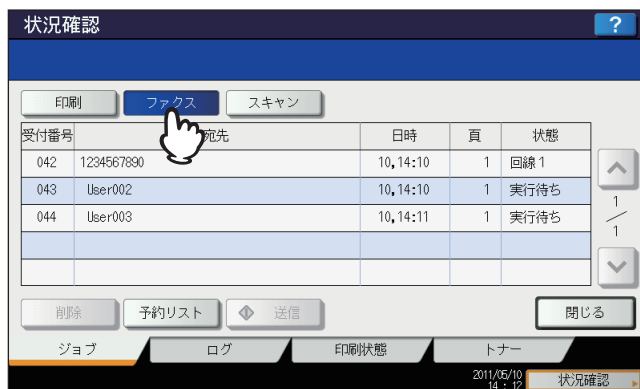 状況確認 ?
印刷 ファクス スキャン
受付番号 宛先 日時 頁 状態
042 1234567890 10,14:10 1 回線1
043 User002 10,14:10 1 実行待ち
044 User003 10,14:11 1 実行待ち
1/1
削除 予約リスト 送信 閉じる
ジョブ ログ 印刷状態 トナー
2011/05/10
14:12 状況確認